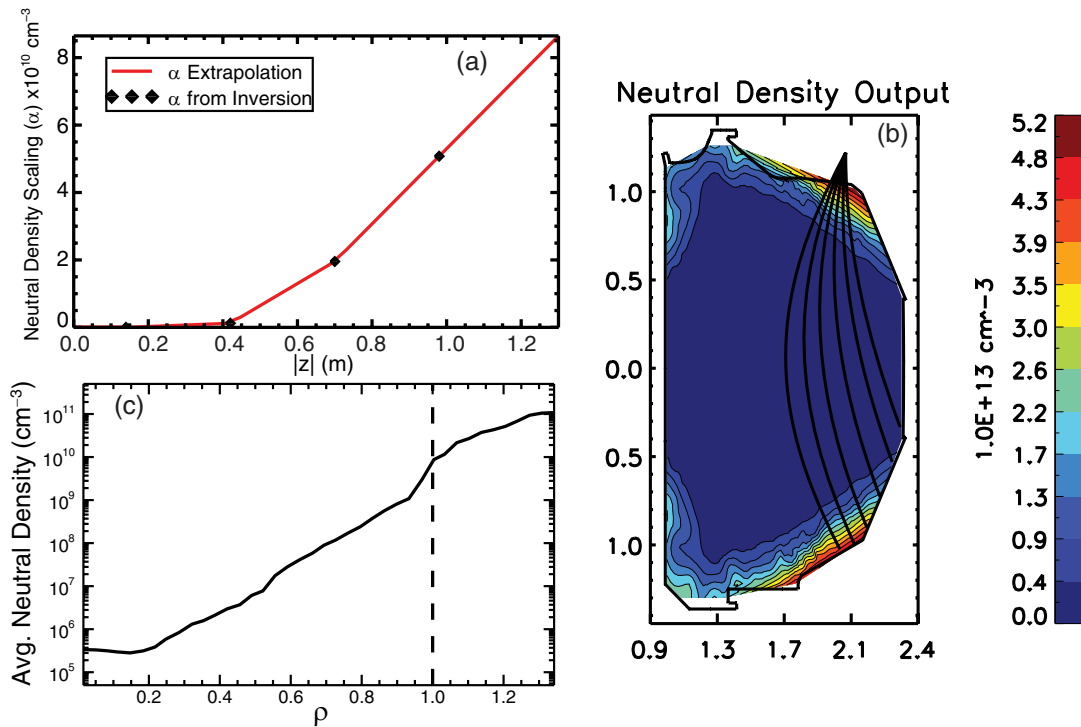 (a)
Neutral Density Scaling (α) x10¹⁰ cm⁻³
α Extrapolation
α from Inversion
8
6
4
2
0
0.0 0.2 0.4 0.6 0.8 1.0 1.2
|z| (m)
Neutral Density Output
(b)
1.0
0.5
0.0
0.5
1.0
0.9 1.3 1.7 2.1 2.4
5.2
4.8
4.3
3.9
3.5
3.0
2.6
2.2
1.7
1.3
0.9
0.4
0.0
1.0E+13 cm^-3
(c)
Avg. Neutral Density (cm⁻³)
10¹¹
10¹⁰
10⁹
10⁸
10⁷
10⁶
10⁵
0.2 0.4 0.6 0.8 1.0 1.2
ρ